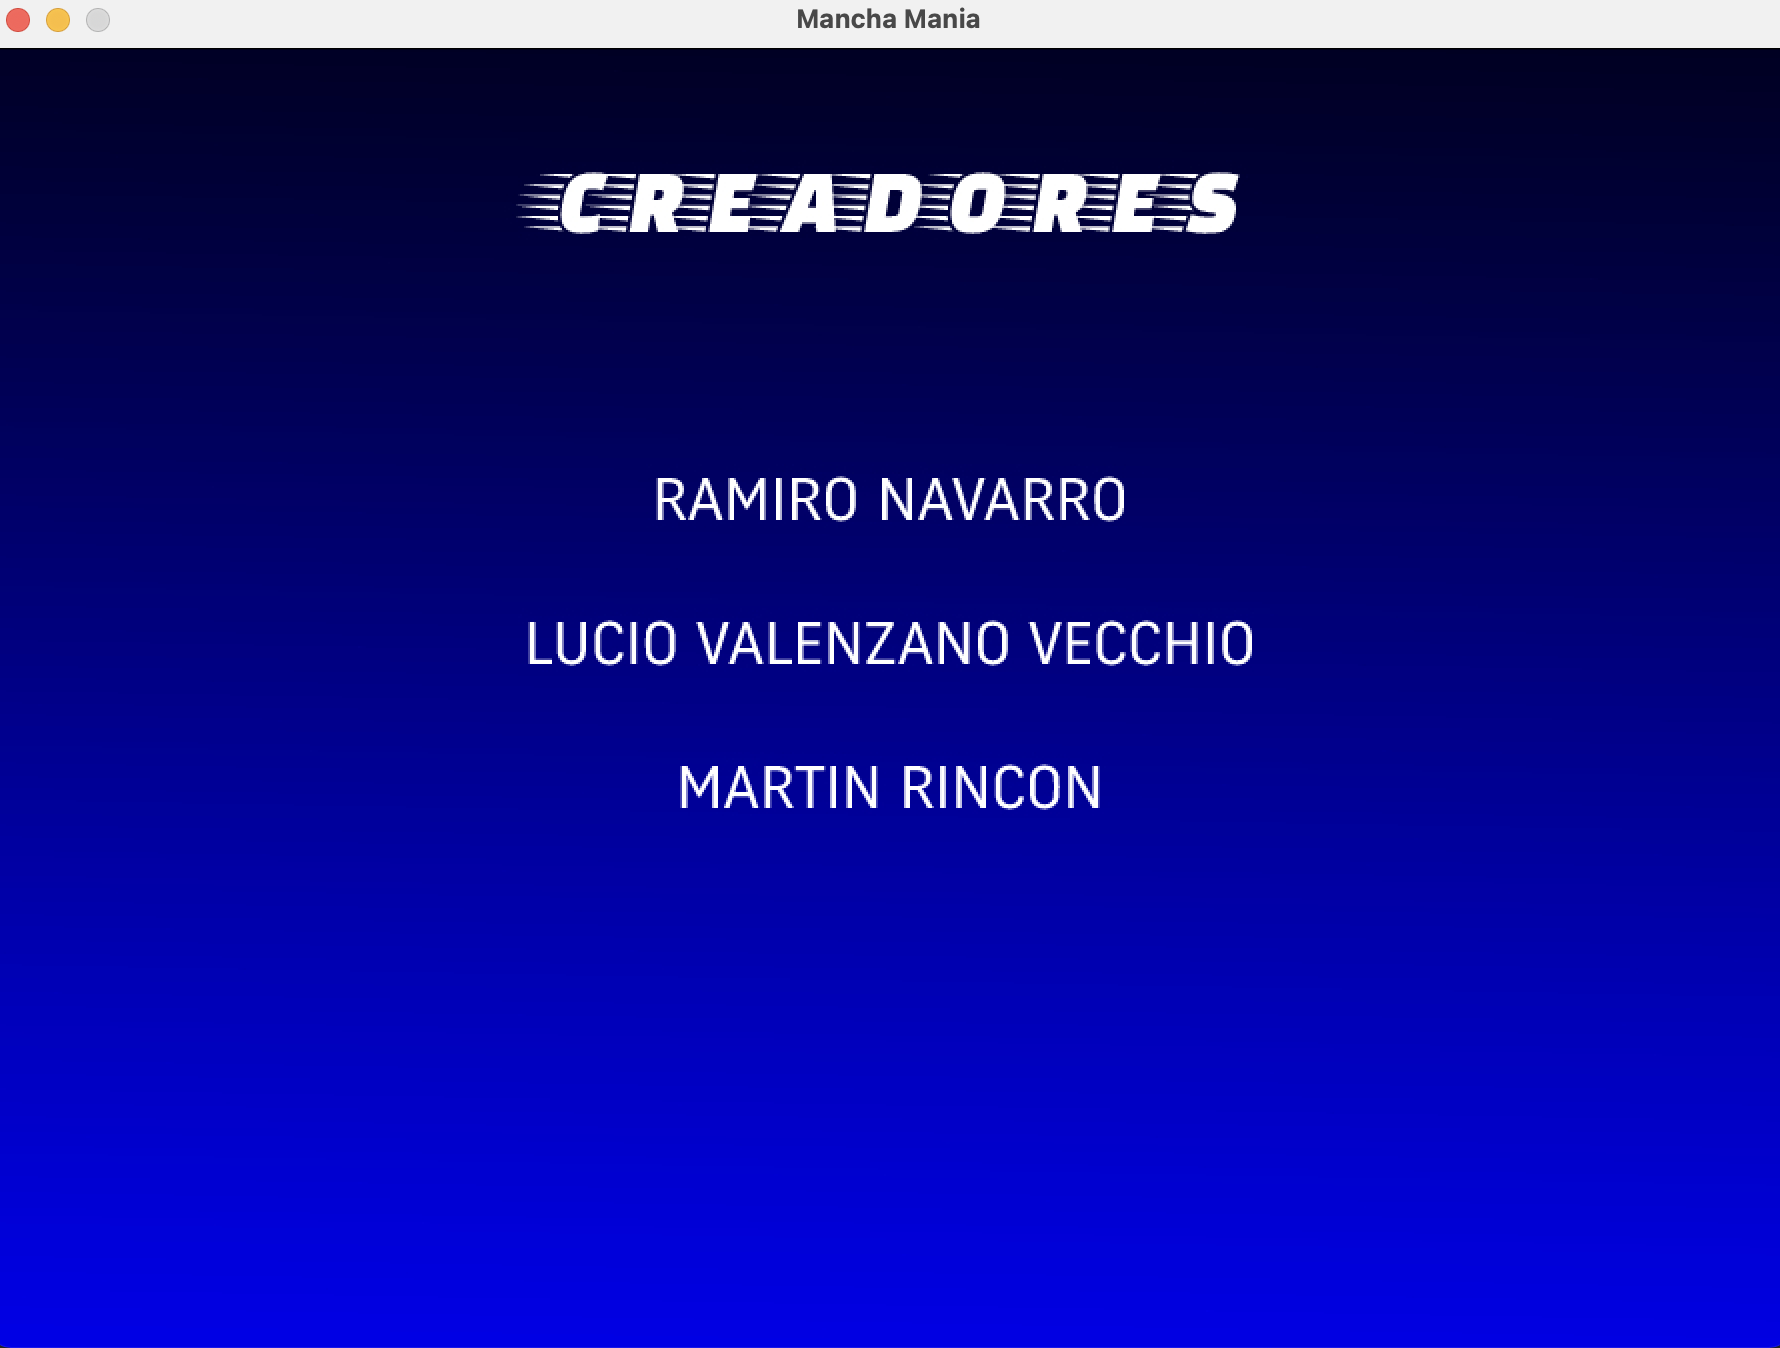 Mancha Mania
CREADORES
RAMIRO NAVARRO
LUCIO VALENZANO VECCHIO
MARTIN RINCON